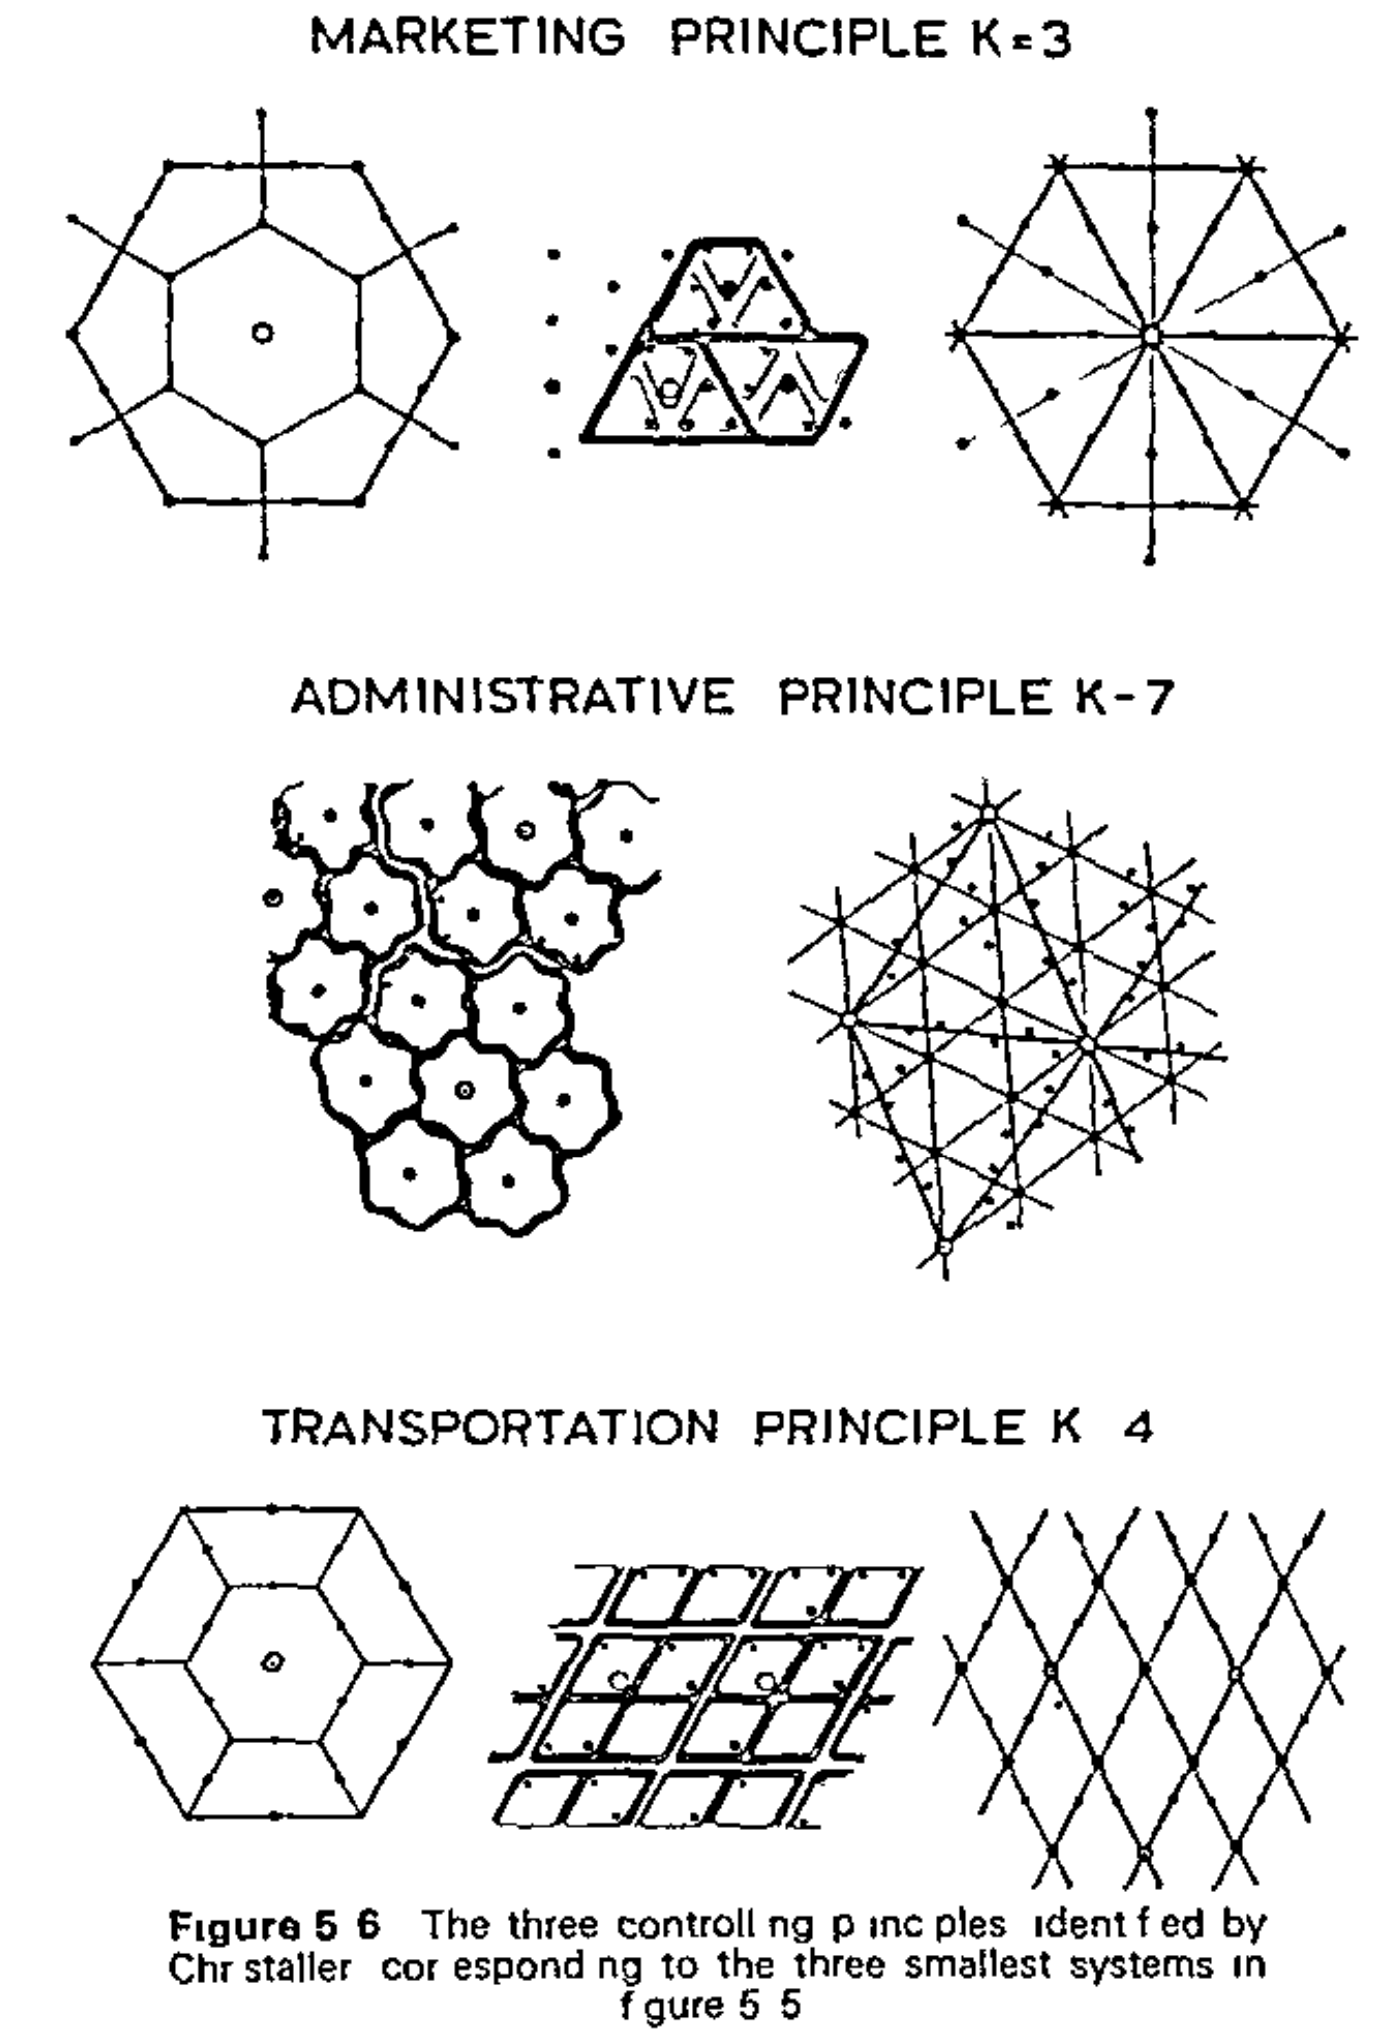 MARKETING PRINCIPLE K=3
ADMINISTRATIVE PRINCIPLE K-7
TRANSPORTATION PRINCIPLE K 4
Figure 5 6 The three controll ng p inc ples ident f ed by
Chr staller cor espond ng to the three smallest systems in
f gure 5 5